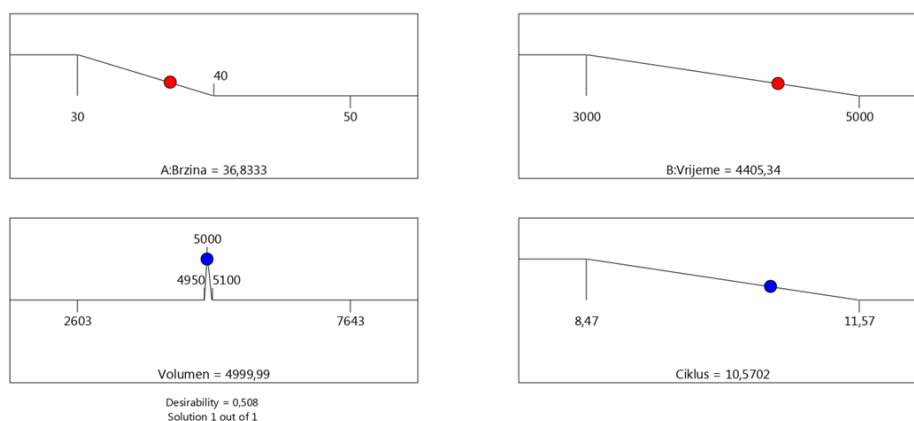 40
30
50
A:Brzina = 36,8333
3000
5000
B:Vrijeme = 4405,34
5000
4950
5100
2603
7643
Volumen = 4999,99
8,47
11,57
Ciklus = 10,5702
Desirability = 0,508
Solution 1 out of 1